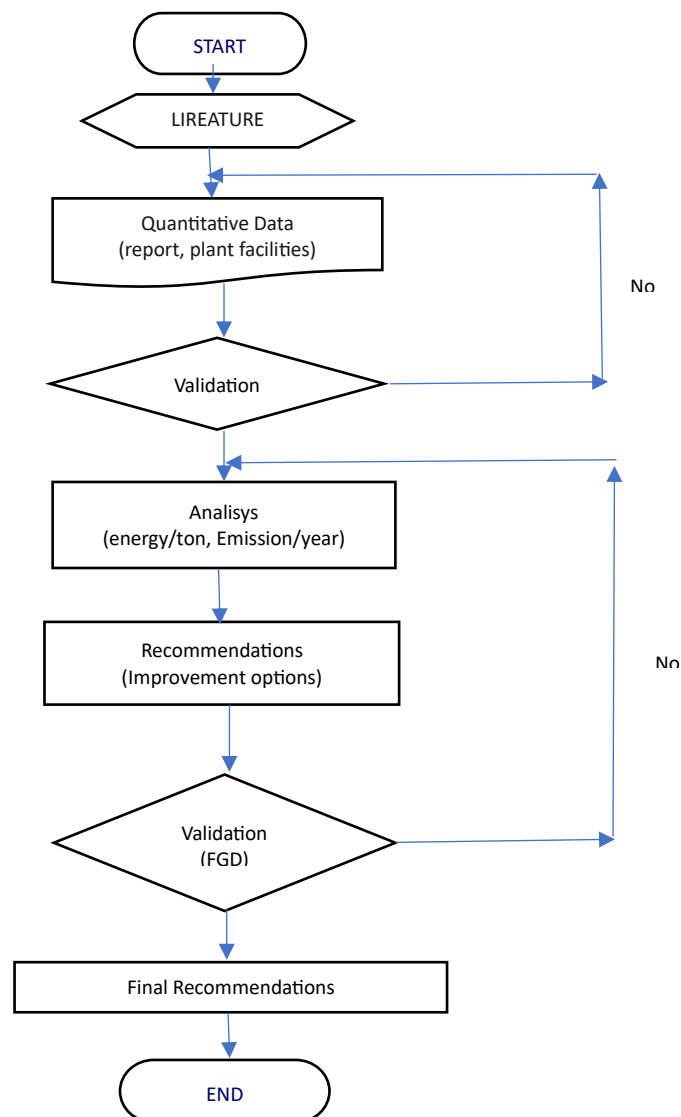 START
LIREATURE
Quantitative Data
(report, plant facilities)
No
Validation
Analisys
(energy/ton, Emission/year)
Recommendations
(Improvement options)
No
Validation
(FGD)
Final Recommendations
END